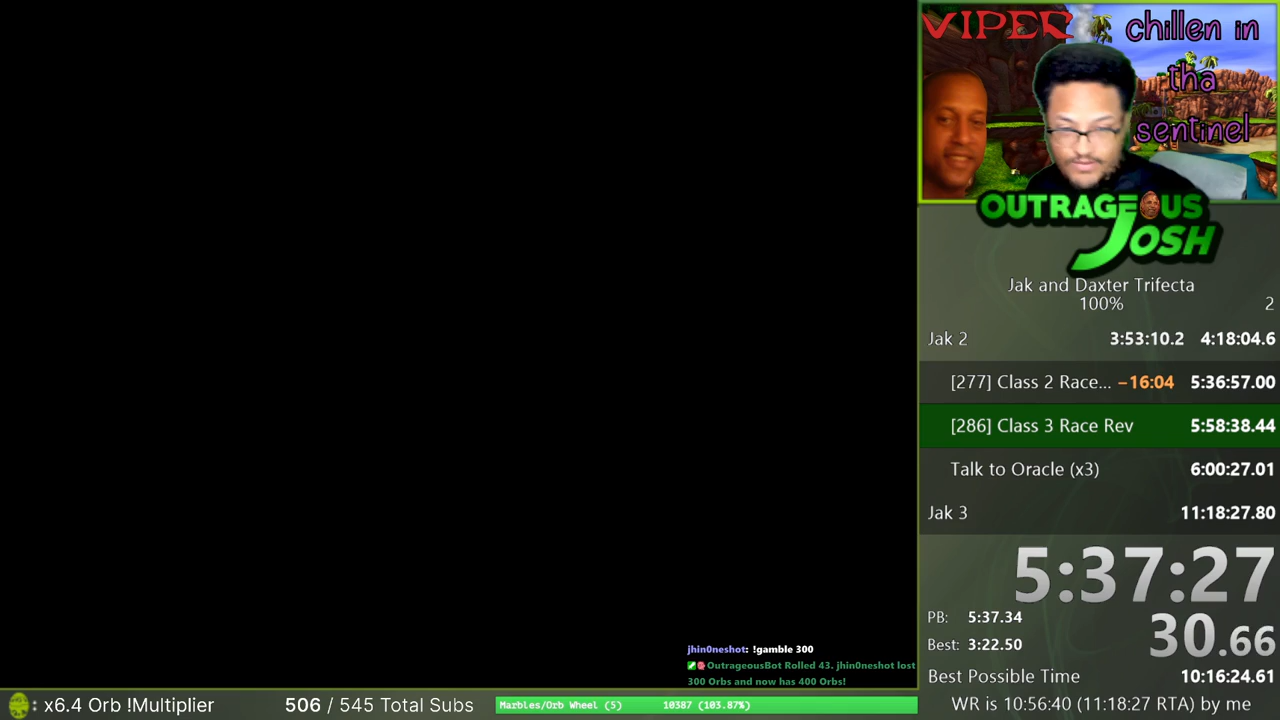 VIPER
chillen in
tha
sentinel
OUTRAGEOUS
JOSH
Jak and Daxter Trifecta
100% 2
Jak 2 3:53:10.2 4:18:04.6
[277] Class 2 Race... −16:04 5:36:57.00
[286] Class 3 Race Rev 5:58:38.44
Talk to Oracle (x3) 6:00:27.01
Jak 3 11:18:27.80
5:37:27
PB: 5:37.34
Best: 3:22.50
30.66
Best Possible Time 10:16:24.61
WR is 10:56:40 (11:18:27 RTA) by me
jhin0neshot: !gamble 300
OutrageousBot Rolled 43. jhin0neshot lost
300 Orbs and now has 400 Orbs!
: x6.4 Orb !Multiplier 506 / 545 Total Subs Marbles/Orb Wheel (5) 10387 (103.87%)